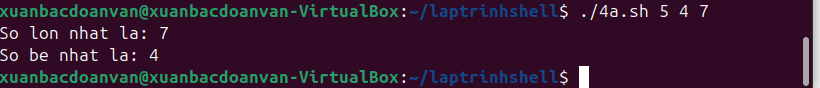 xuanbacdoanvan@xuanbacdoanvan-VirtualBox:~/laptrinhshell$ ./4a.sh 5 4 7
So lon nhat la: 7
So be nhat la: 4
xuanbacdoanvan@xuanbacdoanvan-VirtualBox:~/laptrinhshell$